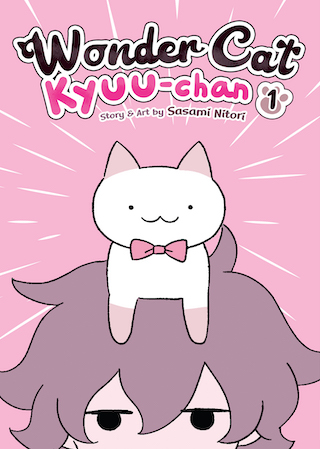 Wonder Cat
Kyuu-chan 1
Story & Art by Sasami Nitori